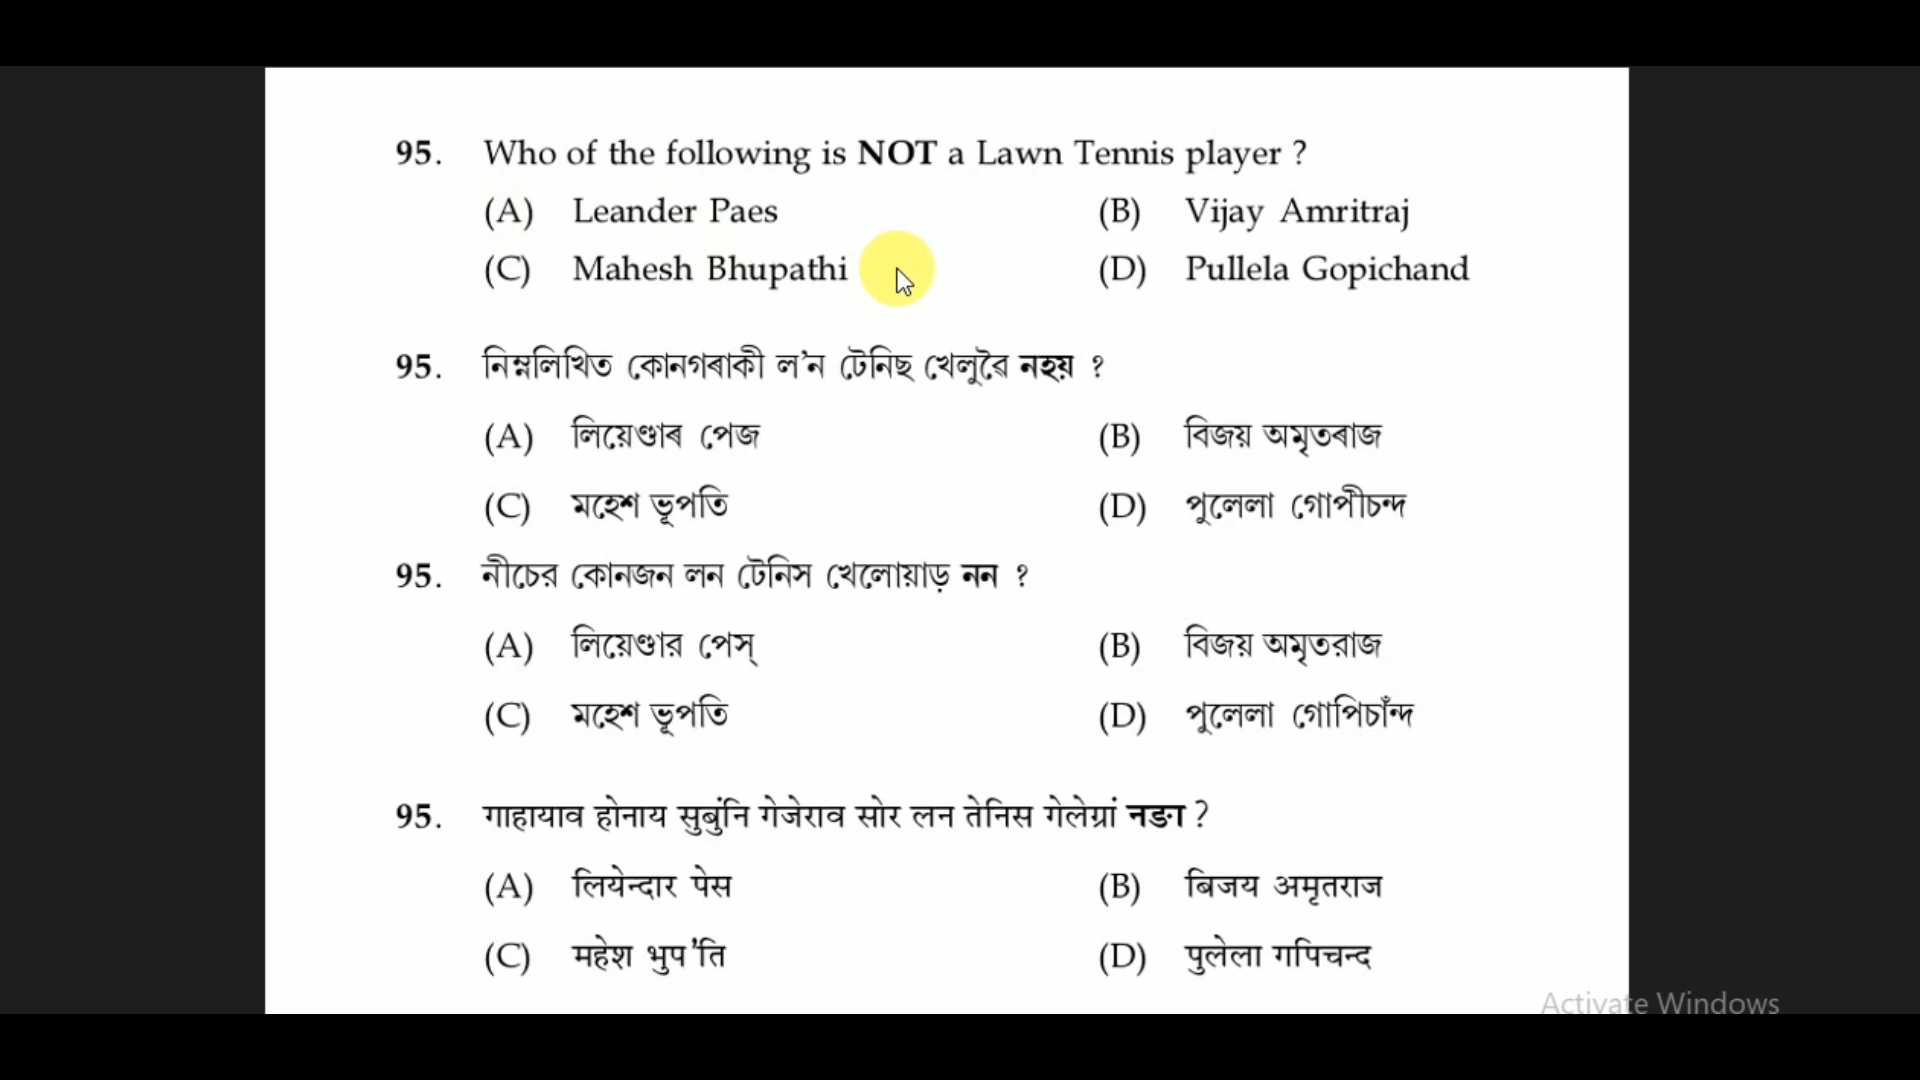 95. Who of the following is NOT a Lawn Tennis player ?
(A) Leander Paes (B) Vijay Amritraj
(C) Mahesh Bhupathi (D) Pullela Gopichand
95. নিম্নলিখিত কোনগৰাকী ল'ন টেনিছ খেলুৱৈ নহয় ?
(A) লিয়েণ্ডাৰ পেজ (B) বিজয় অমৃতৰাজ
(C) মহেশ ভূপতি (D) পুলেলা গোপীচন্দ
95. নীচের কোনজন লন টেনিস খেলোয়াড় নন ?
(A) লিয়েণ্ডার পেস্ (B) বিজয় অমৃতরাজ
(C) মহেশ ভূপতি (D) পুলেলা গোপিচাঁন্দ
95. गाहायाव होनाय सुबुंनि गेजेराव सोर लन तेनिस गेलेग्रां नङा ?
(A) लियेन्दार पेस (B) बिजय अमृतराज
(C) महेश भुप'ति (D) पुलेला गपिचन्द
Activate Windows